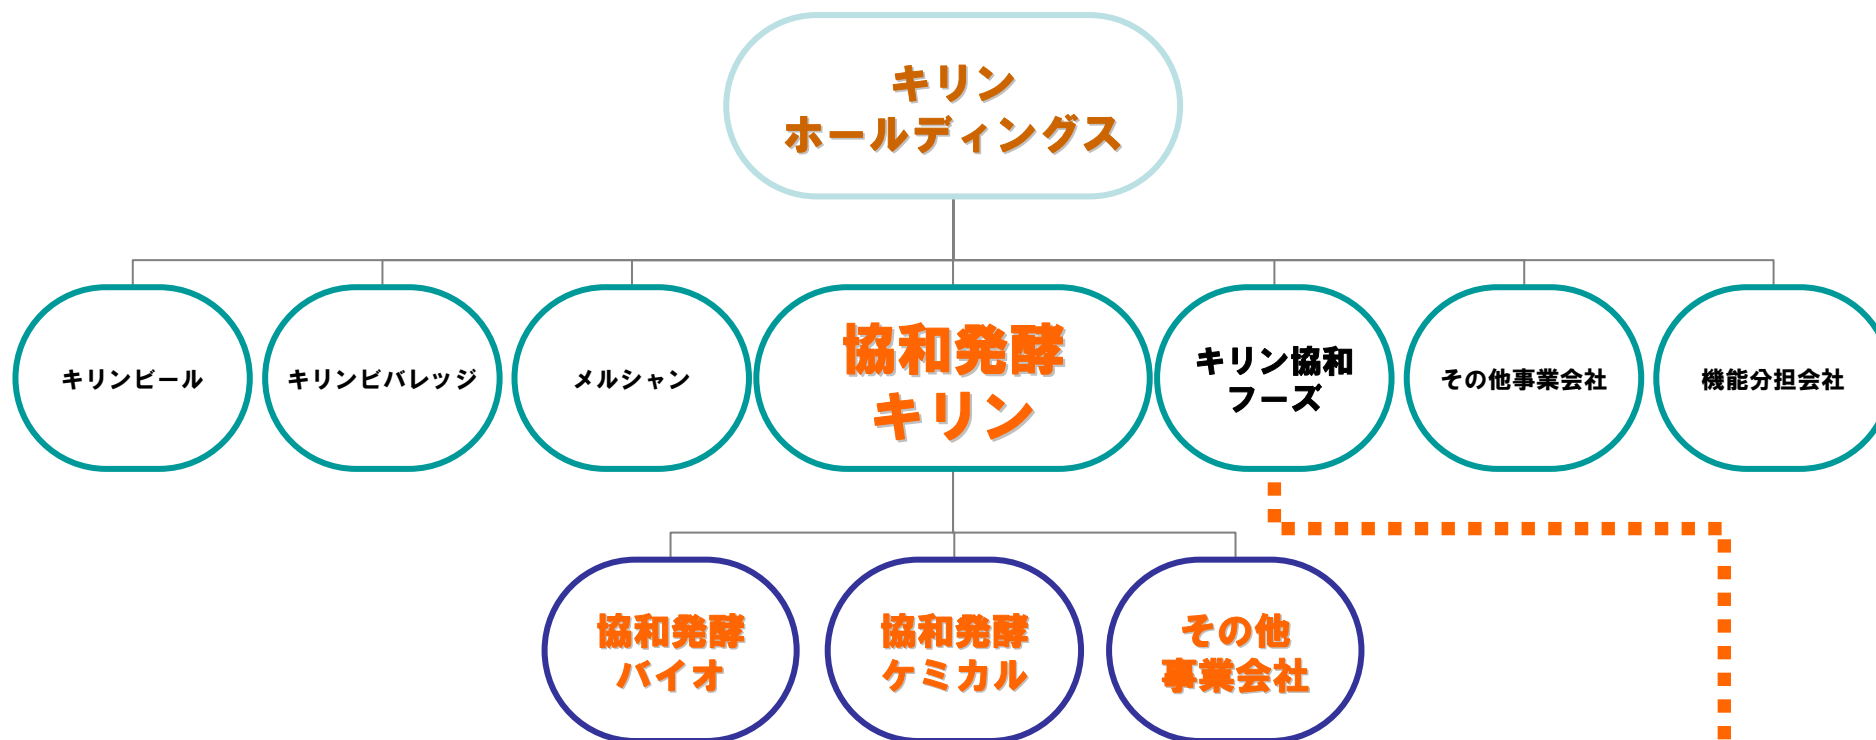 キリン
ホールディングス
キリンビール
キリンビバレッジ
メルシャン
協和発酵
キリン
キリン協和
フーズ
その他事業会社
機能分担会社
協和発酵
バイオ
協和発酵
ケミカル
その他
事業会社